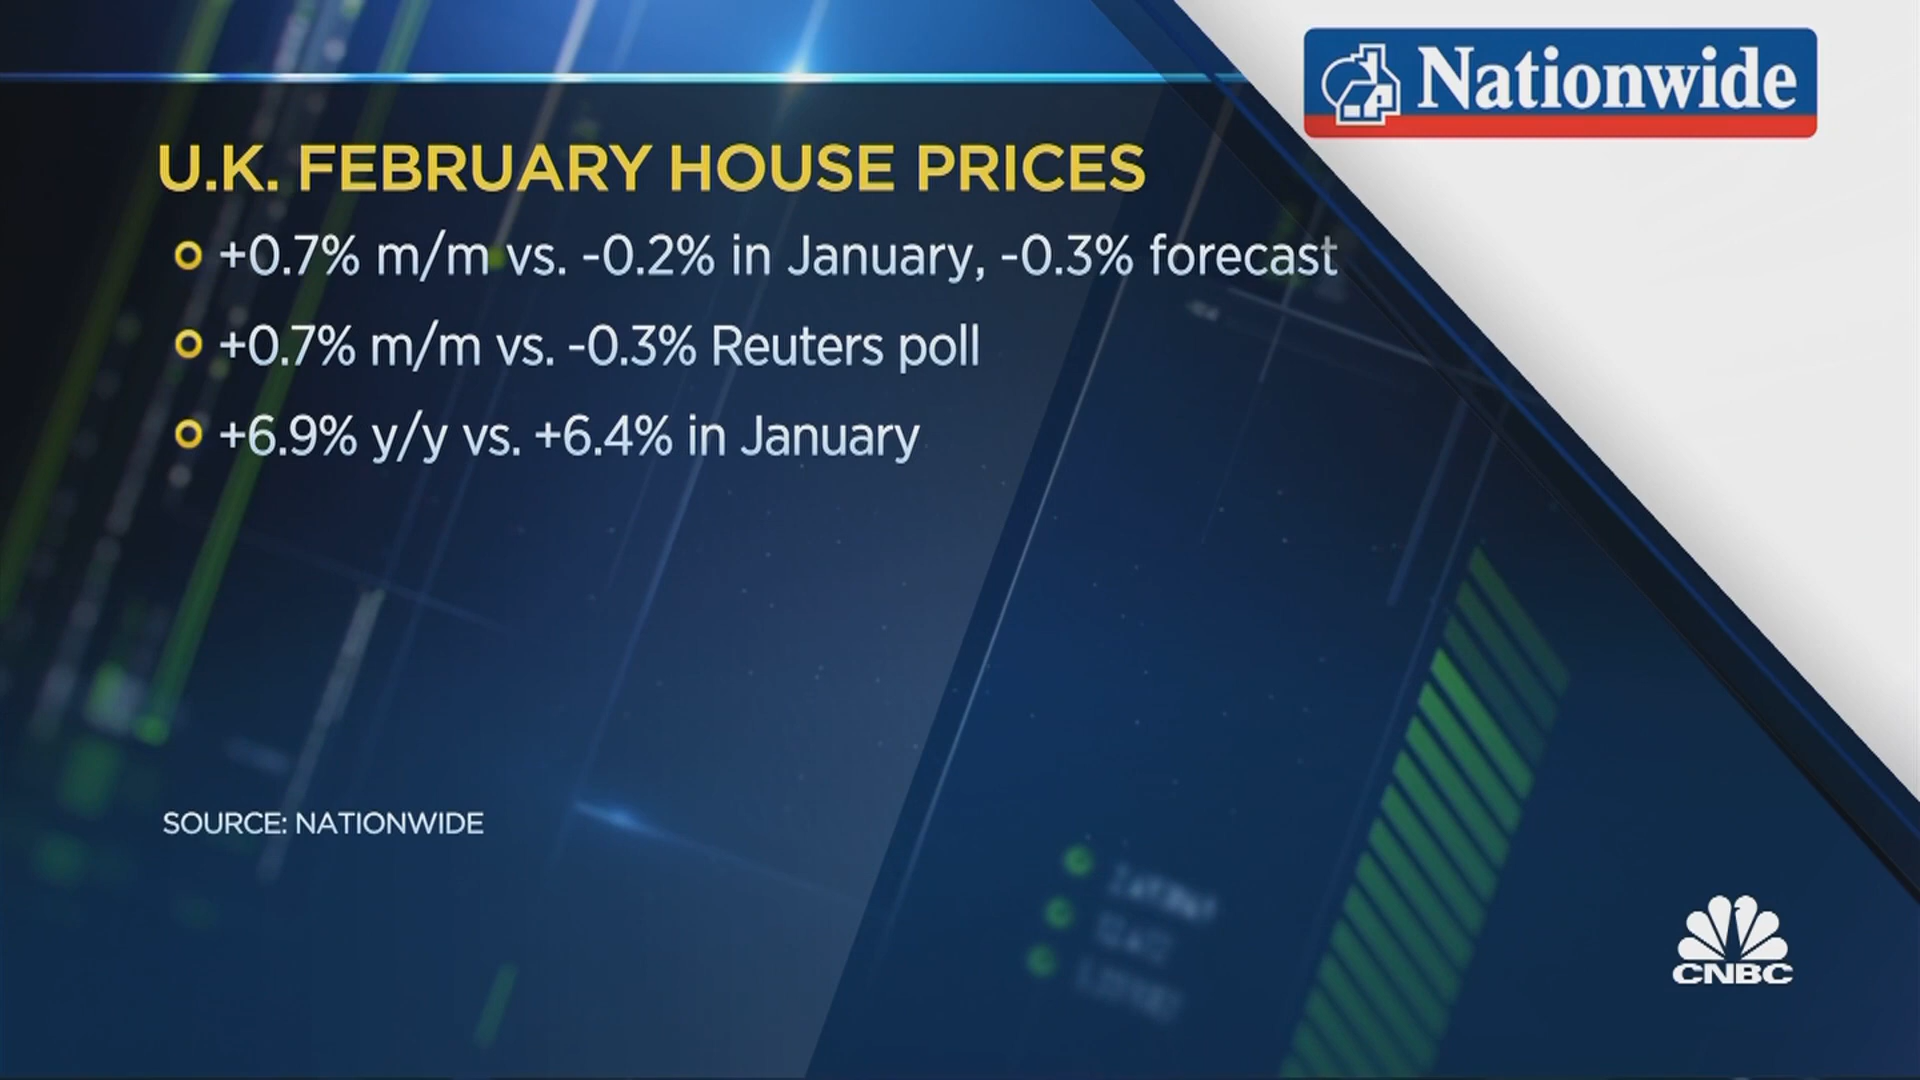 Nationwide
U.K. FEBRUARY HOUSE PRICES
+0.7% m/m vs. -0.2% in January, -0.3% forecast
+0.7% m/m vs. -0.3% Reuters poll
+6.9% y/y vs. +6.4% in January
SOURCE: NATIONWIDE
CNBC